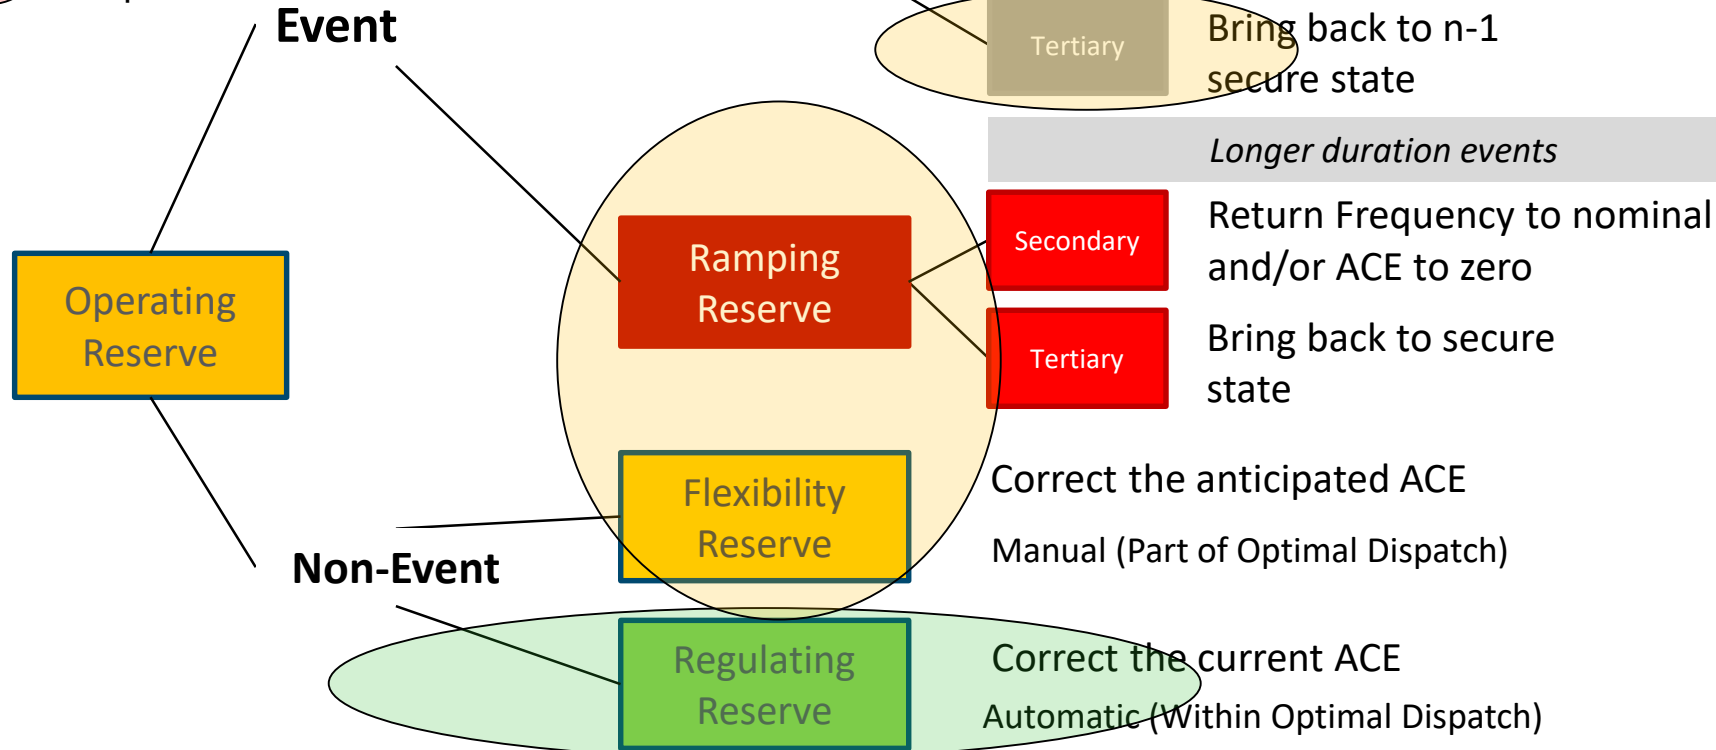 Event
Tertiary
Bring back to n-1
secure state
Longer duration events
Ramping
Reserve
Secondary
Return Frequency to nominal
and/or ACE to zero
Operating
Reserve
Tertiary
Bring back to secure
state
Flexibility
Reserve
Correct the anticipated ACE
Manual (Part of Optimal Dispatch)
Non-Event
Regulating
Reserve
Correct the current ACE
Automatic (Within Optimal Dispatch)